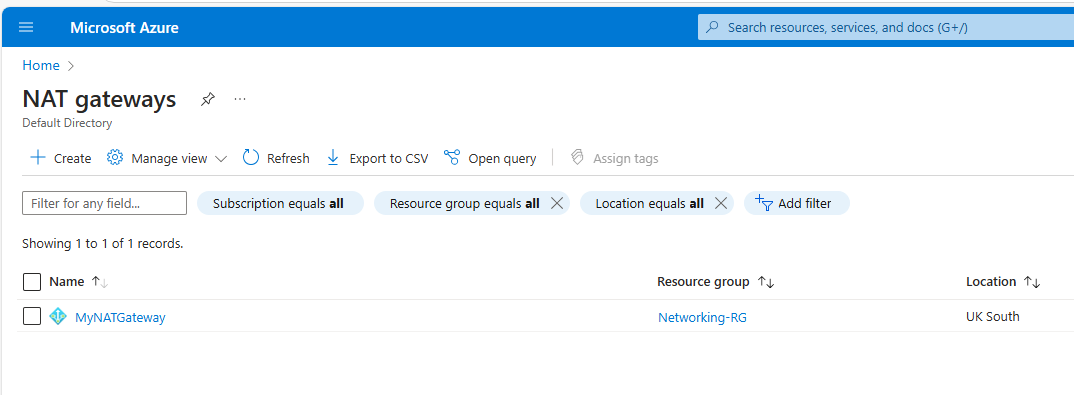 Microsoft Azure
Search resources, services, and docs (G+/)
Home
NAT gateways
Default Directory
Create Manage view Refresh Export to CSV Open query Assign tags
Filter for any field... Subscription equals all Resource group equals all Location equals all Add filter
Showing 1 to 1 of 1 records.
Name Resource group Location
MyNATGateway Networking-RG UK South